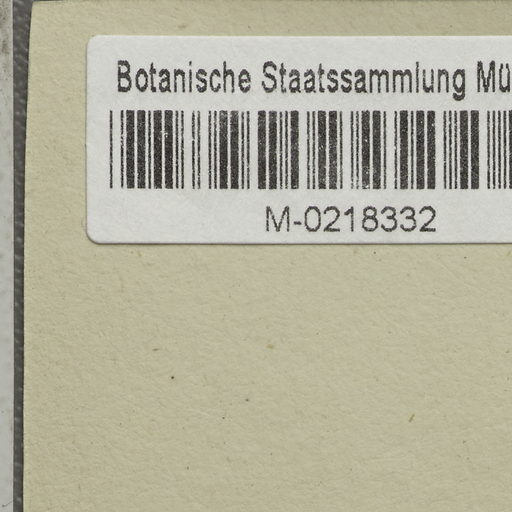 Botanische Staatssammlung Mü
M-0218332